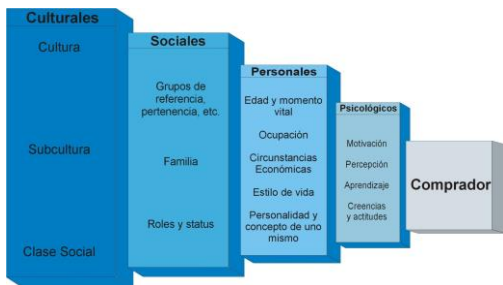 Culturales
Cultura
Subcultura
Clase Social
Sociales
Grupos de
referencia,
pertenencia, etc.
Familia
Roles y status
Personales
Edad y momento
vital
Ocupación
Circunstancias
Económicas
Estilo de vida
Personalidad y
concepto de uno
mismo
Psicológicos
Motivación
Percepción
Aprendizaje
Creencias
y actitudes
Comprador